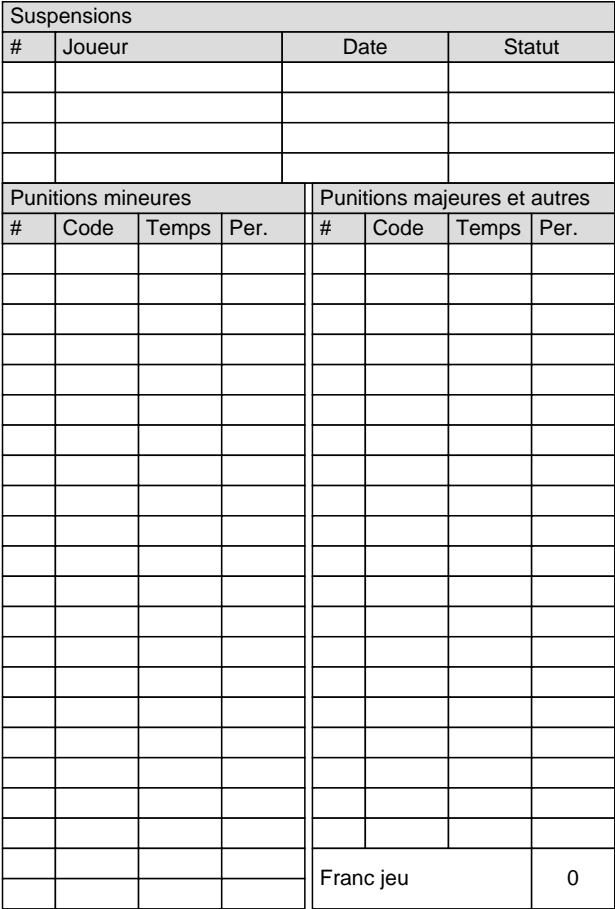 Suspensions
# Joueur Date Statut
Punitions mineures Punitions majeures et autres
# Code Temps Per. # Code Temps Per.
Franc jeu 0